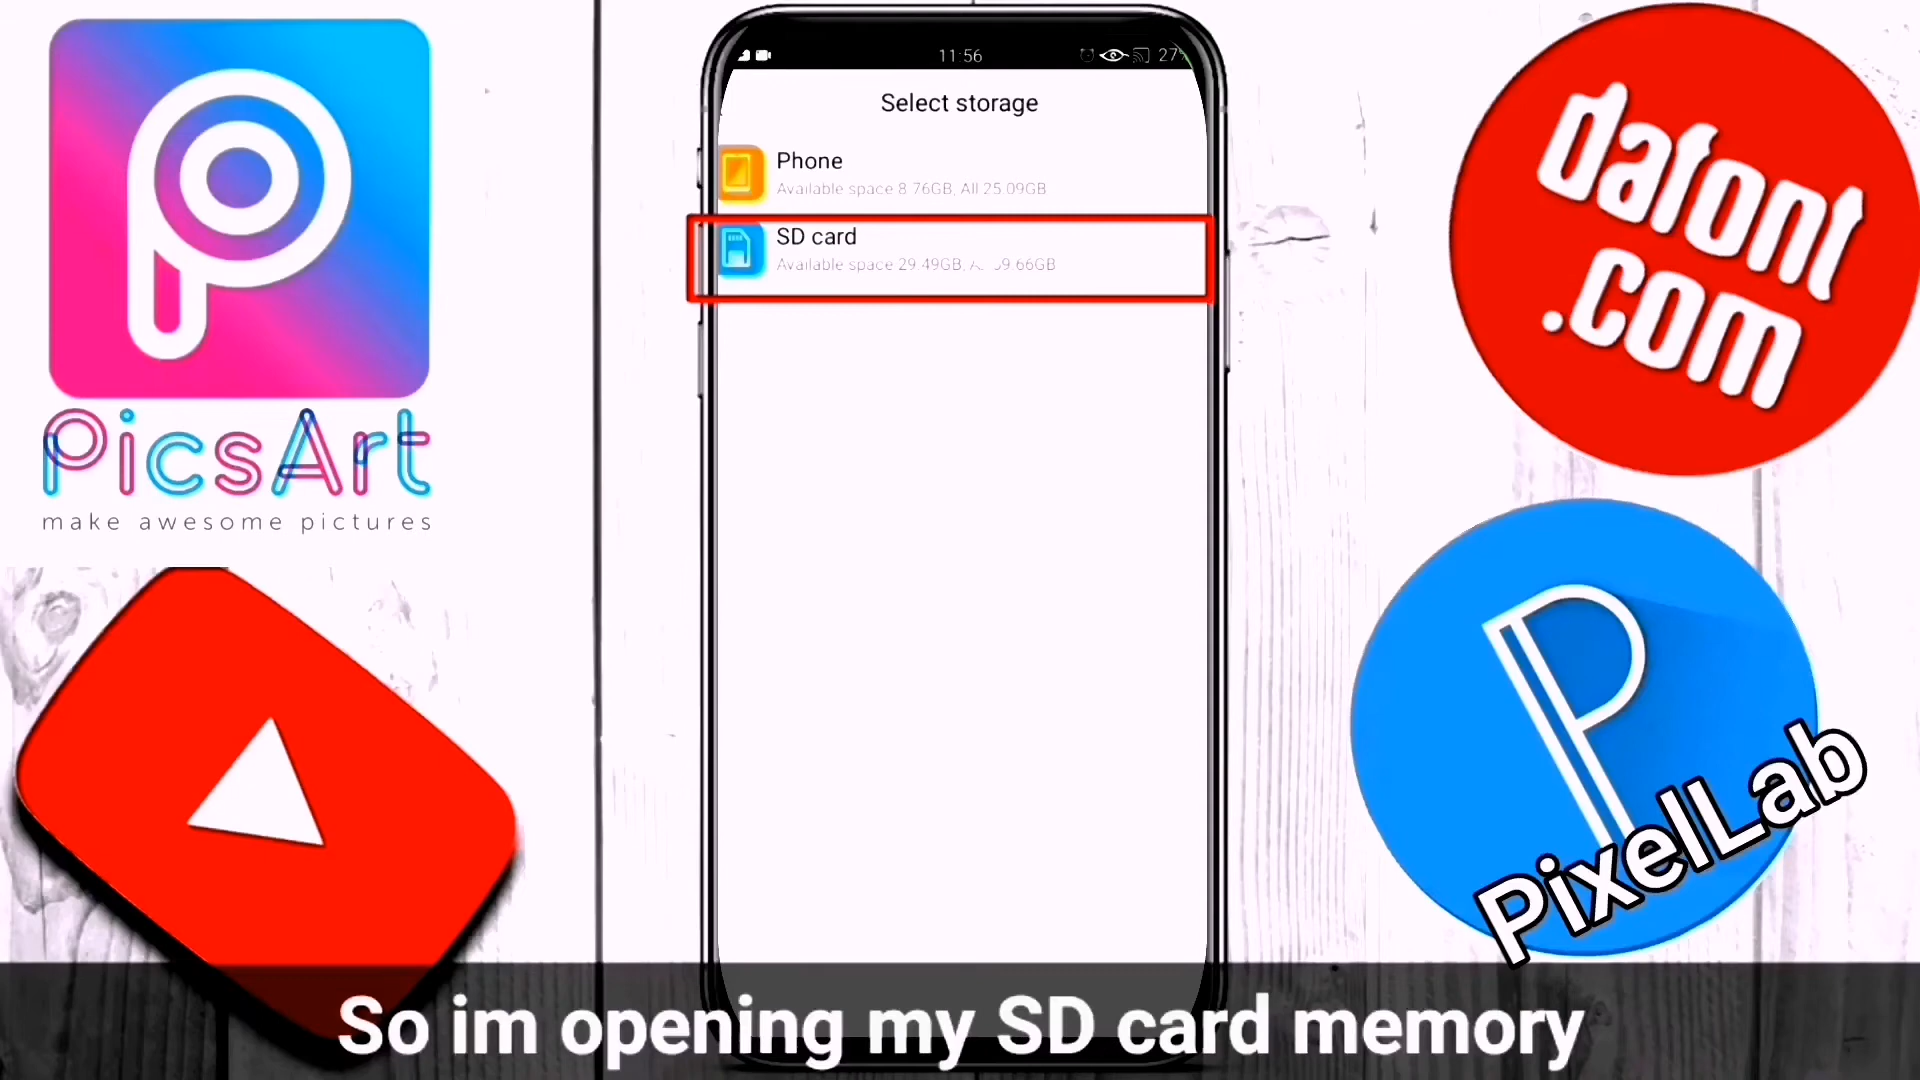 PicsArt
make awesome pictures
11:56
27%
Select storage
Phone
Available space 8.76GB, All 25.09GB
SD card
Available space 29.49GB,
dafont
.com
PixelLab
So im opening my SD card memory